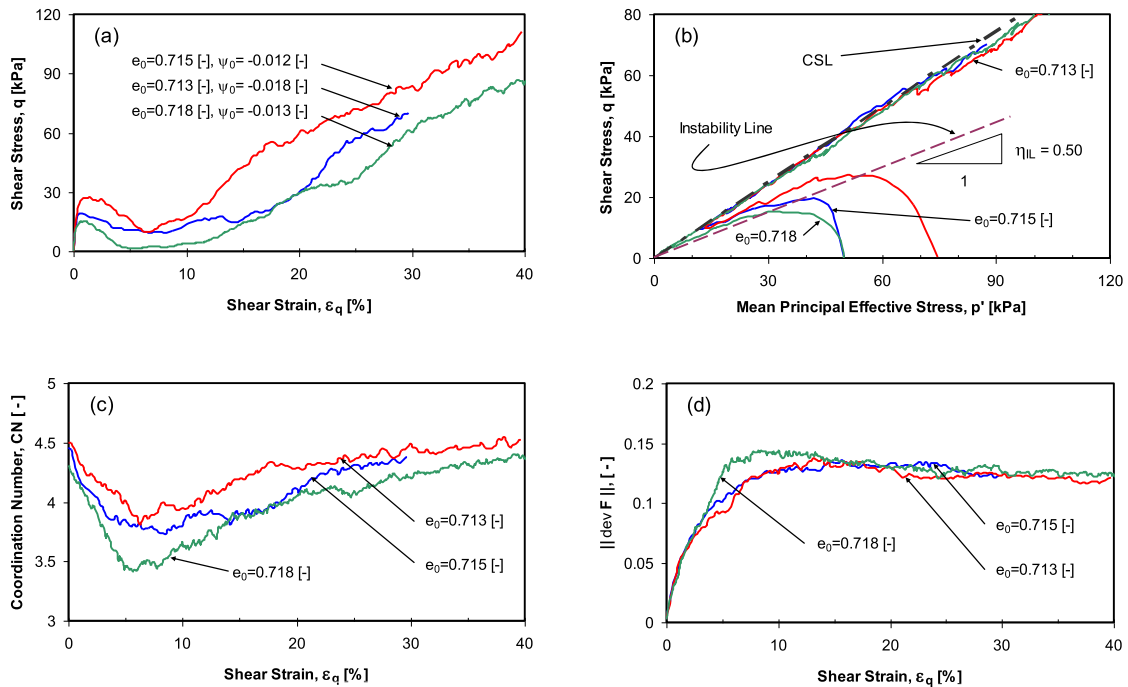 (a)
120
90
60
30
0
0
10
20
30
40
Shear Stress, q [kPa]
Shear Strain, εq [%]
e0=0.715 [-], ψ0= -0.012 [-]
e0=0.713 [-], ψ0= -0.018 [-]
e0=0.718 [-], ψ0= -0.013 [-]
(b)
80
60
40
20
0
0
30
60
90
120
Shear Stress, q [kPa]
Mean Principal Effective Stress, p' [kPa]
CSL
e0=0.713 [-]
Instability Line
ηIL = 0.50
1
e0=0.715 [-]
e0=0.718
(c)
5
4.5
4
3.5
3
0
10
20
30
40
Coordination Number, CN [ - ]
Shear Strain, εq [%]
e0=0.713 [-]
e0=0.715 [-]
e0=0.718 [-]
(d)
0.2
0.15
0.1
0.05
0
0
10
20
30
40
|| dev F ||, [ - ]
Shear Strain, εq [%]
e0=0.715 [-]
e0=0.718 [-]
e0=0.713 [-]